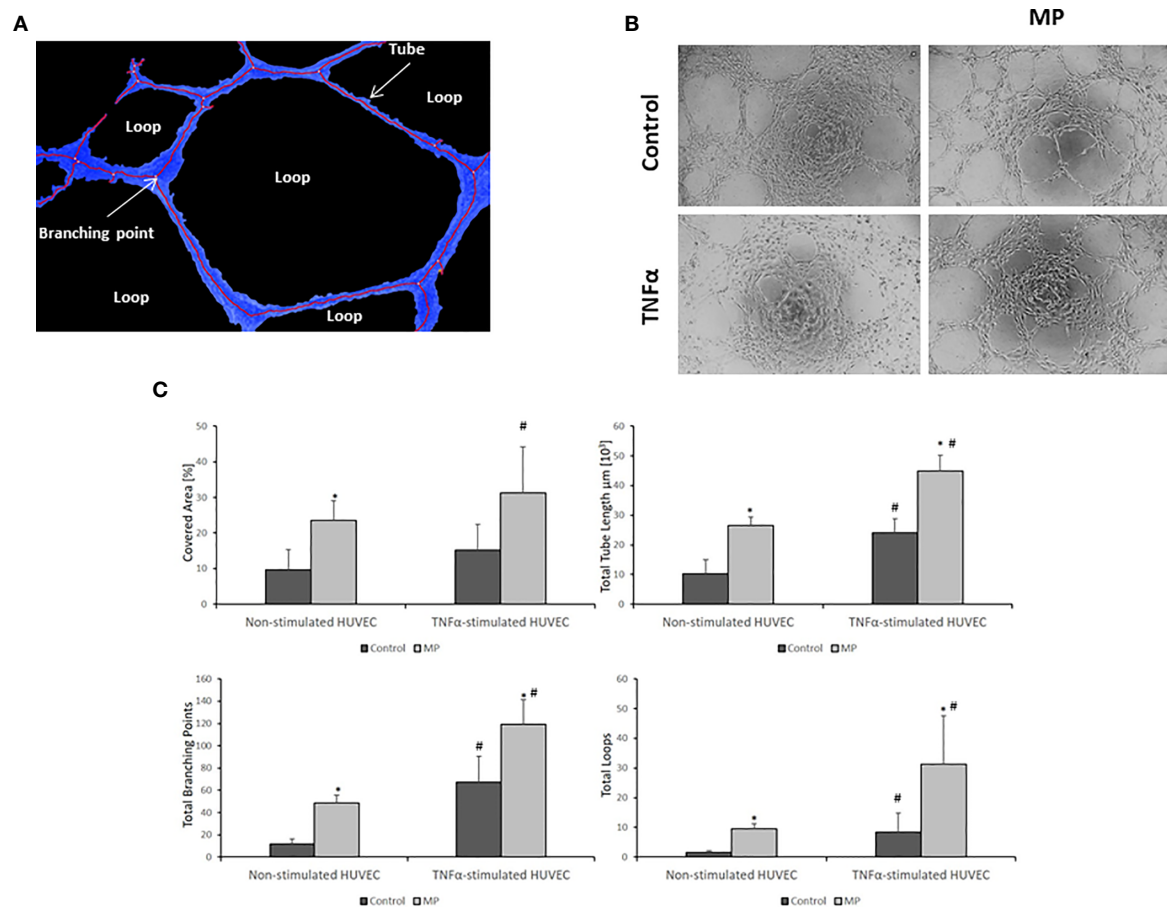 A
Tube
Loop
Loop
Loop
Branching point
Loop
Loop
B
MP
Control
TNFα
C
Covered Area [%]
50
40
30
20
10
0
*
#
Non-stimulated HUVEC
TNFα-stimulated HUVEC
Control
MP
Total Tube Length µm [10³]
60
50
40
30
20
10
0
*
#
* #
Non-stimulated HUVEC
TNFα-stimulated HUVEC
Control
MP
Total Branching Points
160
140
120
100
80
60
40
20
0
*
#
* #
Non-stimulated HUVEC
TNFα-stimulated HUVEC
Control
MP
Total Loops
60
50
40
30
20
10
0
*
#
* #
Non-stimulated HUVEC
TNFα-stimulated HUVEC
Control
MP